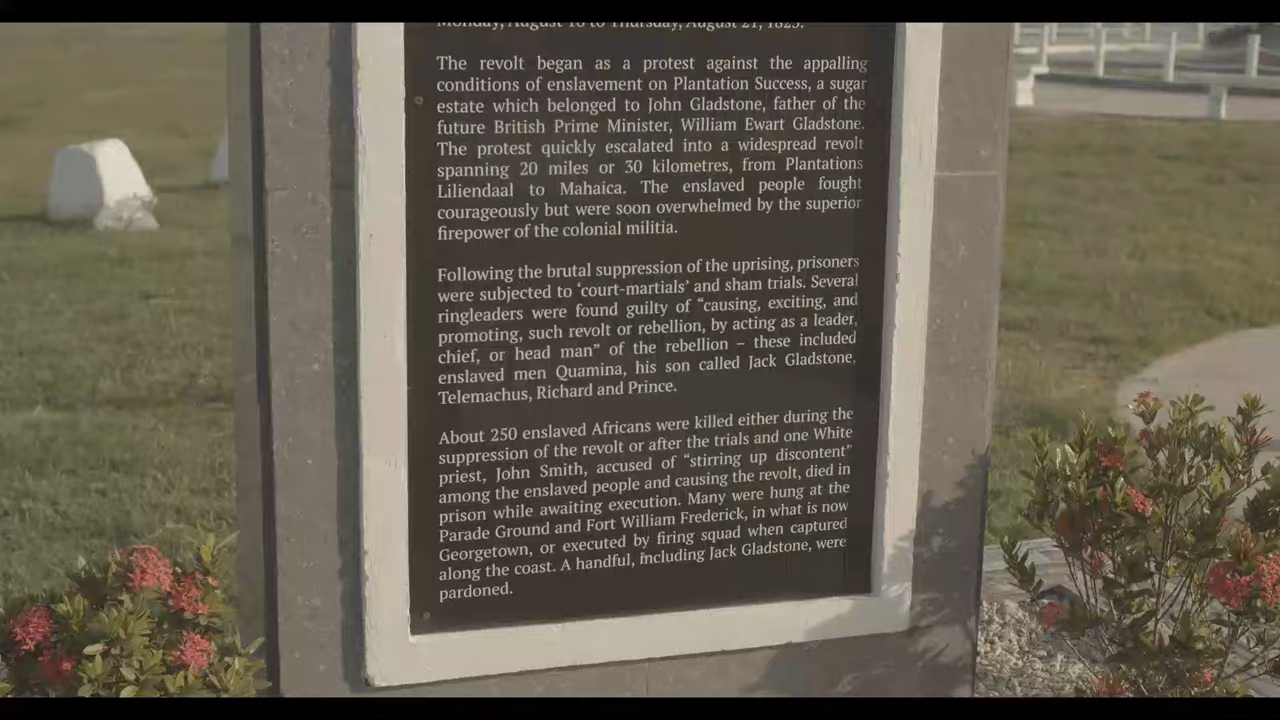 Monday, August 18 to Thursday, August 21, 1823.
The revolt began as a protest against the appalling
conditions of enslavement on Plantation Success, a sugar
estate which belonged to John Gladstone, father of the
future British Prime Minister, William Ewart Gladstone.
The protest quickly escalated into a widespread revolt
spanning 20 miles or 30 kilometres, from Plantations
Liliendaal to Mahaica. The enslaved people fought
courageously but were soon overwhelmed by the superior
firepower of the colonial militia.
Following the brutal suppression of the uprising, prisoners
were subjected to ‘court-martials’ and sham trials. Several
ringleaders were found guilty of “causing, exciting, and
promoting, such revolt or rebellion, by acting as a leader,
chief, or head man” of the rebellion – these included
enslaved men Quamina, his son called Jack Gladstone,
Telemachus, Richard and Prince.
About 250 enslaved Africans were killed either during the
suppression of the revolt or after the trials and one White
priest, John Smith, accused of “stirring up discontent”
among the enslaved people and causing the revolt, died in
prison while awaiting execution. Many were hung at the
Parade Ground and Fort William Frederick, in what is now
Georgetown, or executed by firing squad when captured
along the coast. A handful, including Jack Gladstone, were
pardoned.